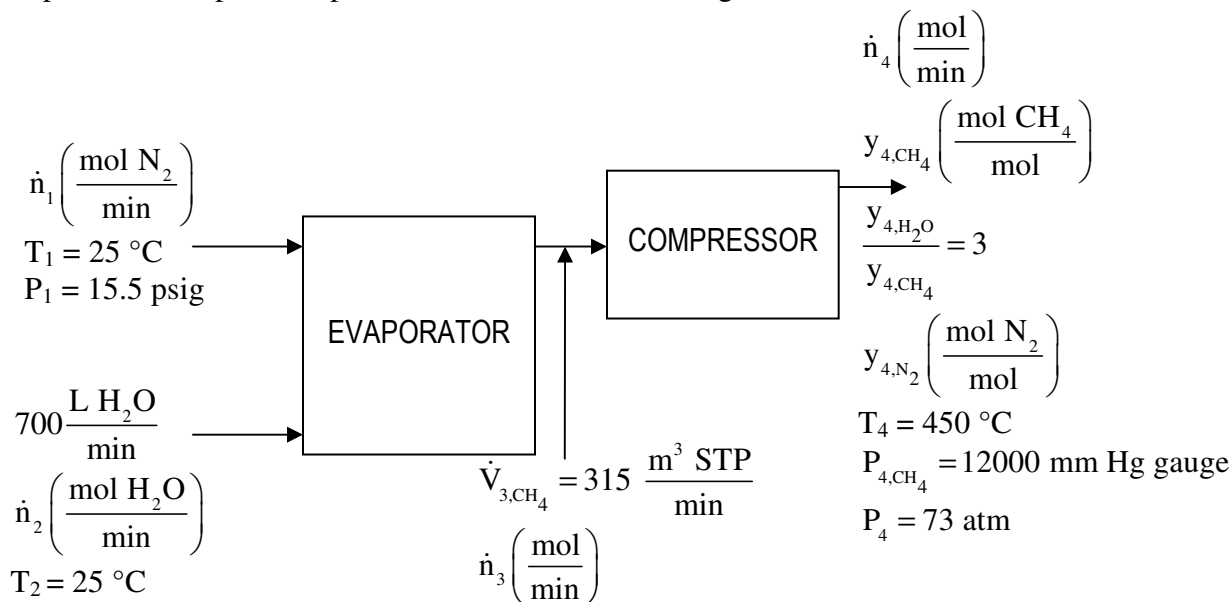 ṅ₁ (mol N₂/min)
T₁ = 25 °C
P₁ = 15.5 psig
700 L H₂O/min
ṅ₂ (mol H₂O/min)
T₂ = 25 °C
EVAPORATOR
V̇₃,CH₄ = 315 m³ STP/min
ṅ₃ (mol/min)
COMPRESSOR
ṅ₄ (mol/min)
y₄,CH₄ (mol CH₄/mol)
y₄,H₂O/y₄,CH₄ = 3
y₄,N₂ (mol N₂/mol)
T₄ = 450 °C
P₄,CH₄ = 12000 mm Hg gauge
P₄ = 73 atm